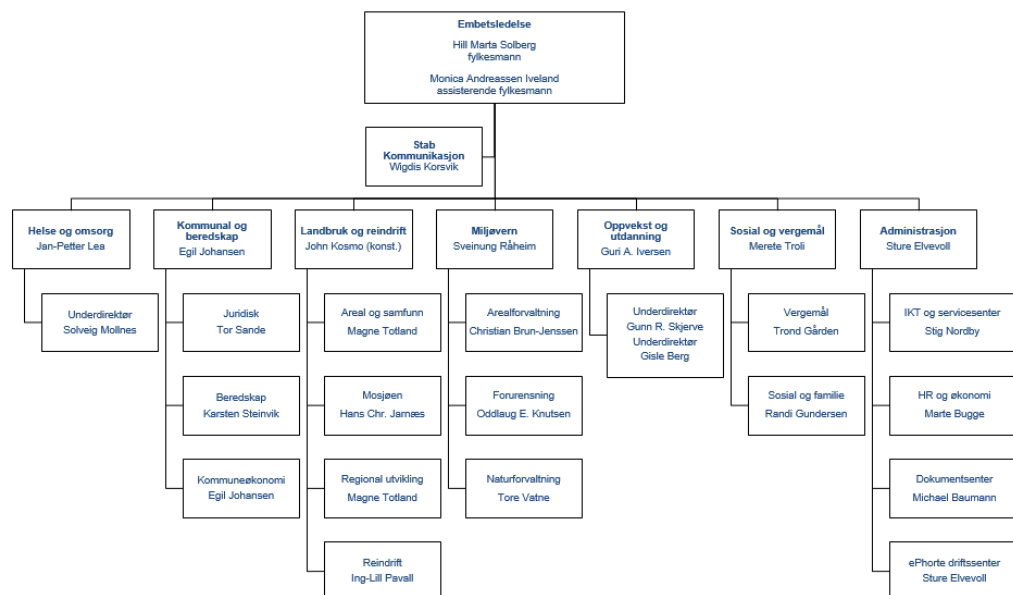 Embetsledelse
Hill Marta Solberg
fylkesmann
Monica Andreassen Iveland
assisterende fylkesmann
Stab
Kommunikasjon
Wigdis Korsvik
Helse og omsorg
Jan-Petter Lea
Kommunal og
beredskap
Egil Johansen
Landbruk og reindrift
John Kosmo (konst.)
Miljøvern
Sveinung Råheim
Oppvekst og
utdanning
Guri A. Iversen
Sosial og vergemål
Merete Troli
Administrasjon
Sture Elvevoll
Underdirektør
Solveig Mollnes
Juridisk
Tor Sande
Areal og samfunn
Magne Totland
Arealforvaltning
Christian Brun-Jenssen
Underdirektør
Gunn R. Skjerve
Underdirektør
Gisle Berg
Vergemål
Trond Gården
IKT og servicesenter
Stig Nordby
Beredskap
Karsten Steinvik
Mosjøen
Hans Chr. Jarnæs
Forurensning
Oddlaug E. Knutsen
Sosial og familie
Randi Gundersen
HR og økonomi
Marte Bugge
Kommuneøkonomi
Egil Johansen
Regional utvikling
Magne Totland
Naturforvaltning
Tore Vatne
Dokumentsenter
Michael Baumann
Reindrift
Ing-Lill Pavall
ePhorte driftssenter
Sture Elvevoll